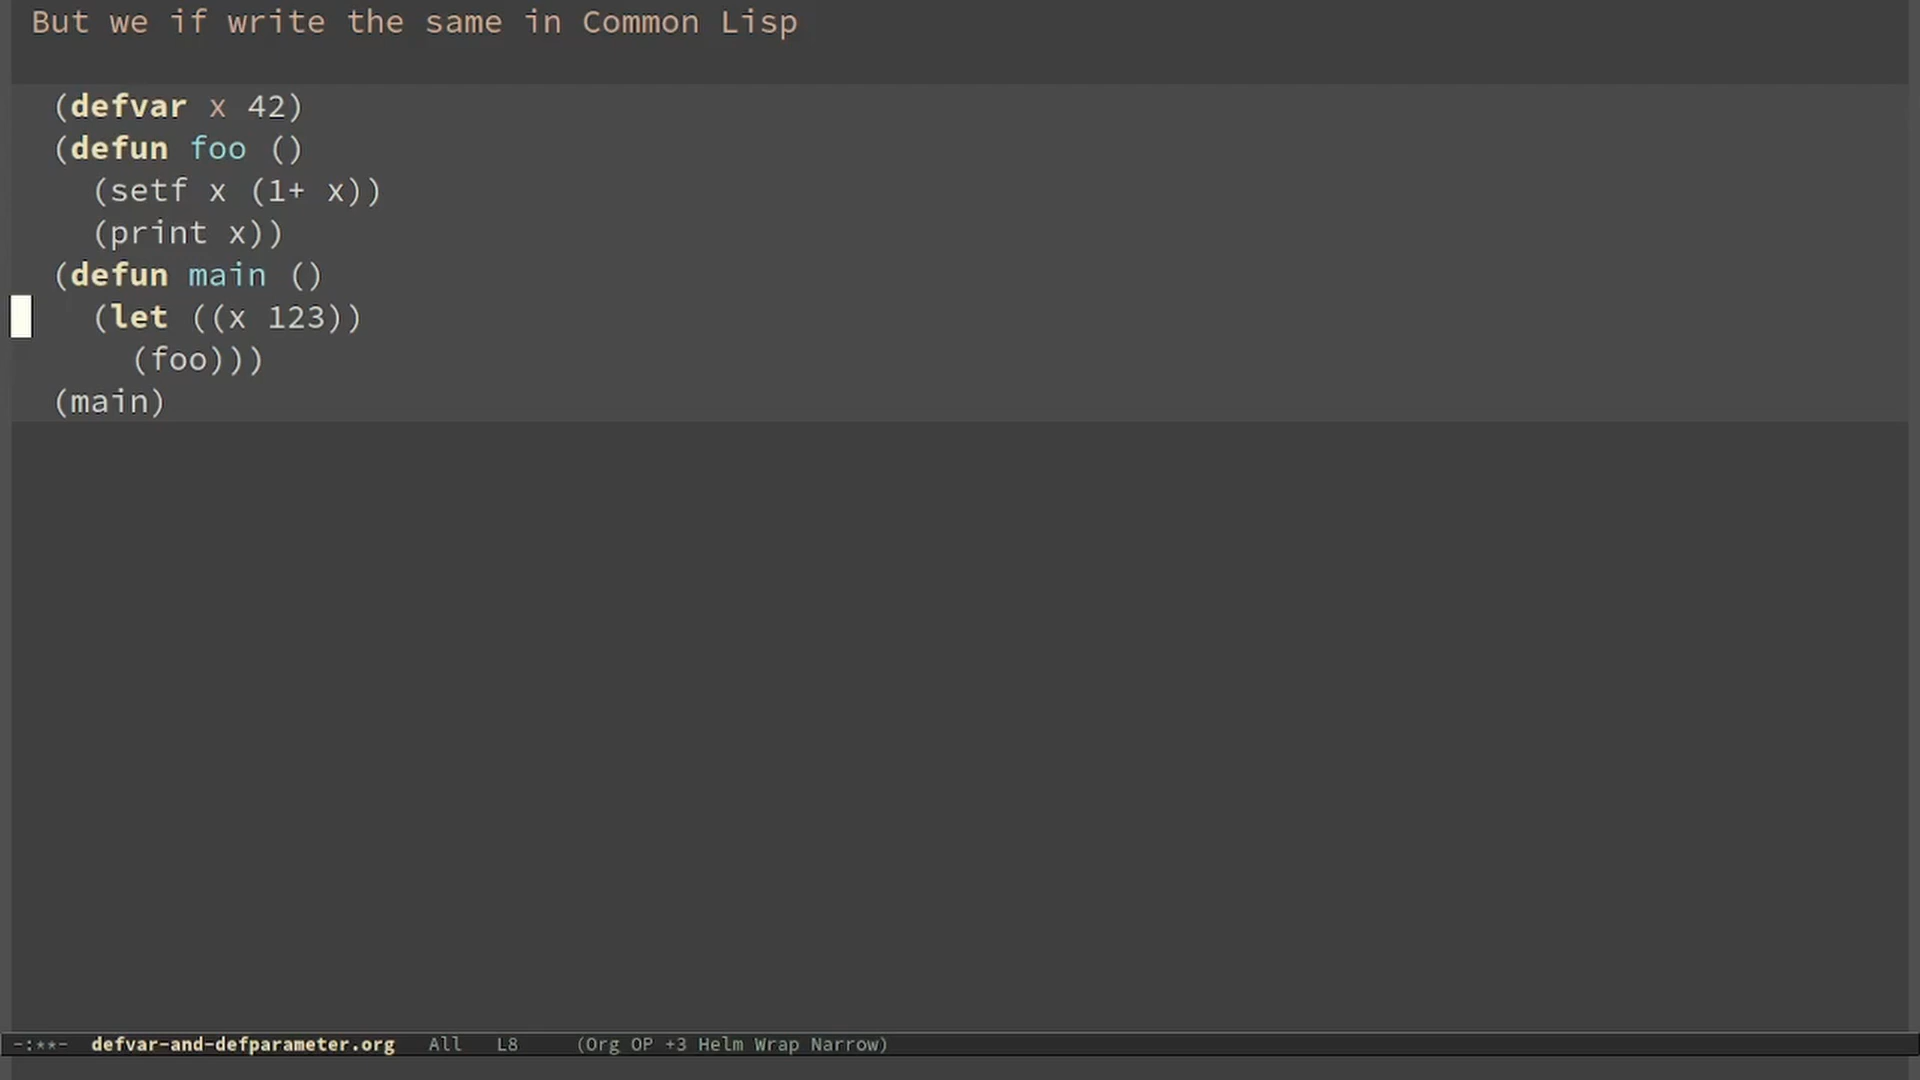 But we if write the same in Common Lisp
(defvar x 42)
(defun foo ()
  (setf x (1+ x))
  (print x))
(defun main ()
  (let ((x 123))
    (foo)))
(main)
-:**-  defvar-and-defparameter.org   All   L8   (Org OP +3 Helm Wrap Narrow)